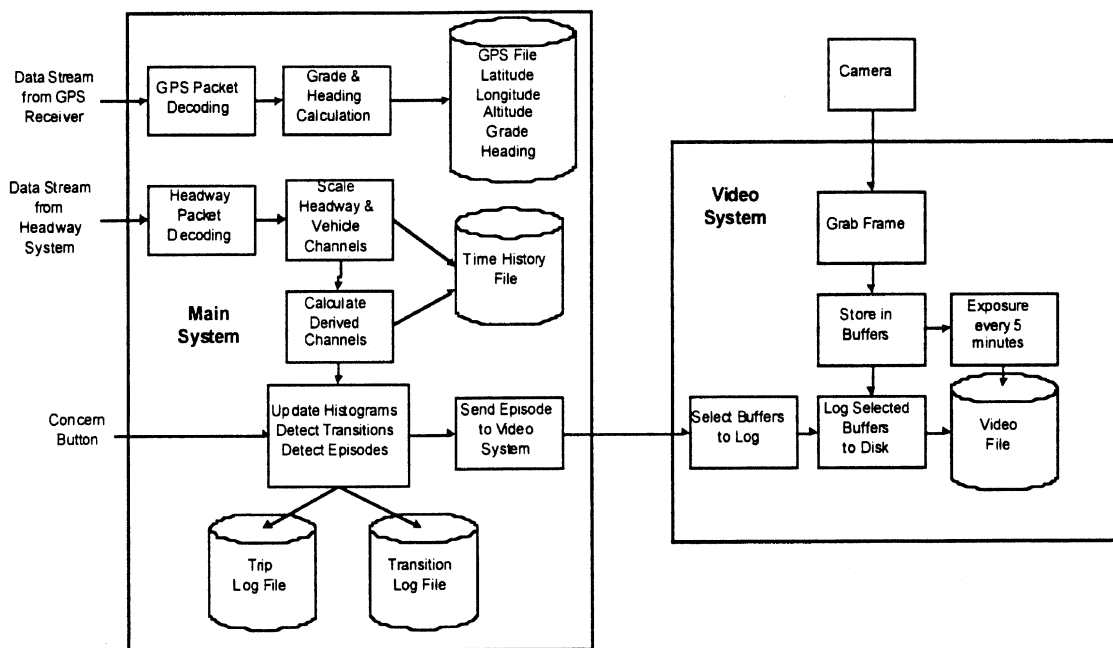 Data Stream
from GPS
Receiver
GPS Packet
Decoding
Grade &
Heading
Calculation
GPS File
Latitude
Longitude
Altitude
Grade
Heading
Data Stream
from
Headway
System
Headway
Packet
Decoding
Scale
Headway &
Vehicle
Channels
Time History
File
Main
System
Calculate
Derived
Channels
Concern
Button
Update Histograms
Detect Transitions
Detect Episodes
Send Episode
to Video
System
Trip
Log File
Transition
Log File
Camera
Video
System
Grab Frame
Store in
Buffers
Exposure
every 5
minutes
Select Buffers
to Log
Log Selected
Buffers
to Disk
Video
File